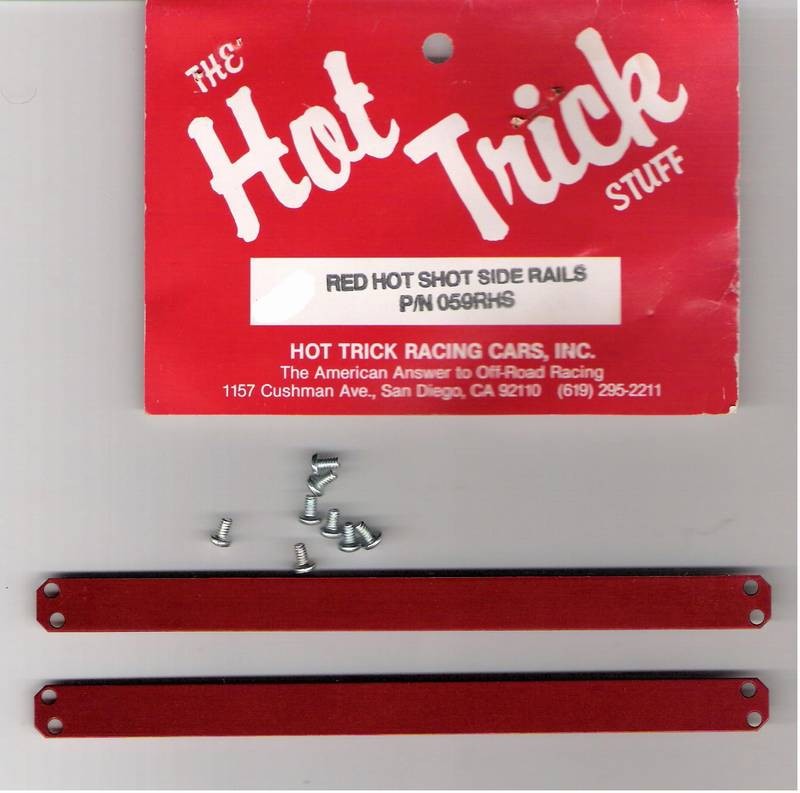 THE
Hot
Trick
STUFF
RED HOT SHOT SIDE RAILS
P/N 059RHS
HOT TRICK RACING CARS, INC.
The American Answer to Off-Road Racing
1157 Cushman Ave., San Diego, CA 92110 (619) 295-2211